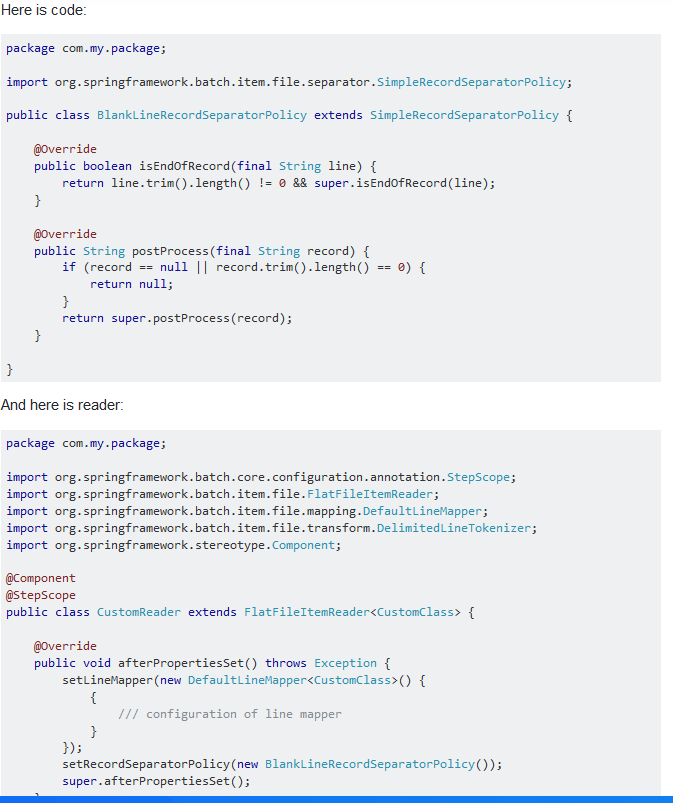 Here is code:
package com.my.package;
import org.springframework.batch.item.file.separator.SimpleRecordSeparatorPolicy;
public class BlankLineRecordSeparatorPolicy extends SimpleRecordSeparatorPolicy {
@Override
public boolean isEndOfRecord(final String line) {
return line.trim().length() != 0 && super.isEndOfRecord(line);
}
@Override
public String postProcess(final String record) {
if (record == null || record.trim().length() == 0) {
return null;
}
return super.postProcess(record);
}
}
And here is reader:
package com.my.package;
import org.springframework.batch.core.configuration.annotation.StepScope;
import org.springframework.batch.item.file.FlatFileItemReader;
import org.springframework.batch.item.file.mapping.DefaultLineMapper;
import org.springframework.batch.item.file.transform.DelimitedLineTokenizer;
import org.springframework.stereotype.Component;
@Component
@StepScope
public class CustomReader extends FlatFileItemReader<CustomClass> {
@Override
public void afterPropertiesSet() throws Exception {
setLineMapper(new DefaultLineMapper<CustomClass>() {
{
/// configuration of line mapper
}
});
setRecordSeparatorPolicy(new BlankLineRecordSeparatorPolicy());
super.afterPropertiesSet();